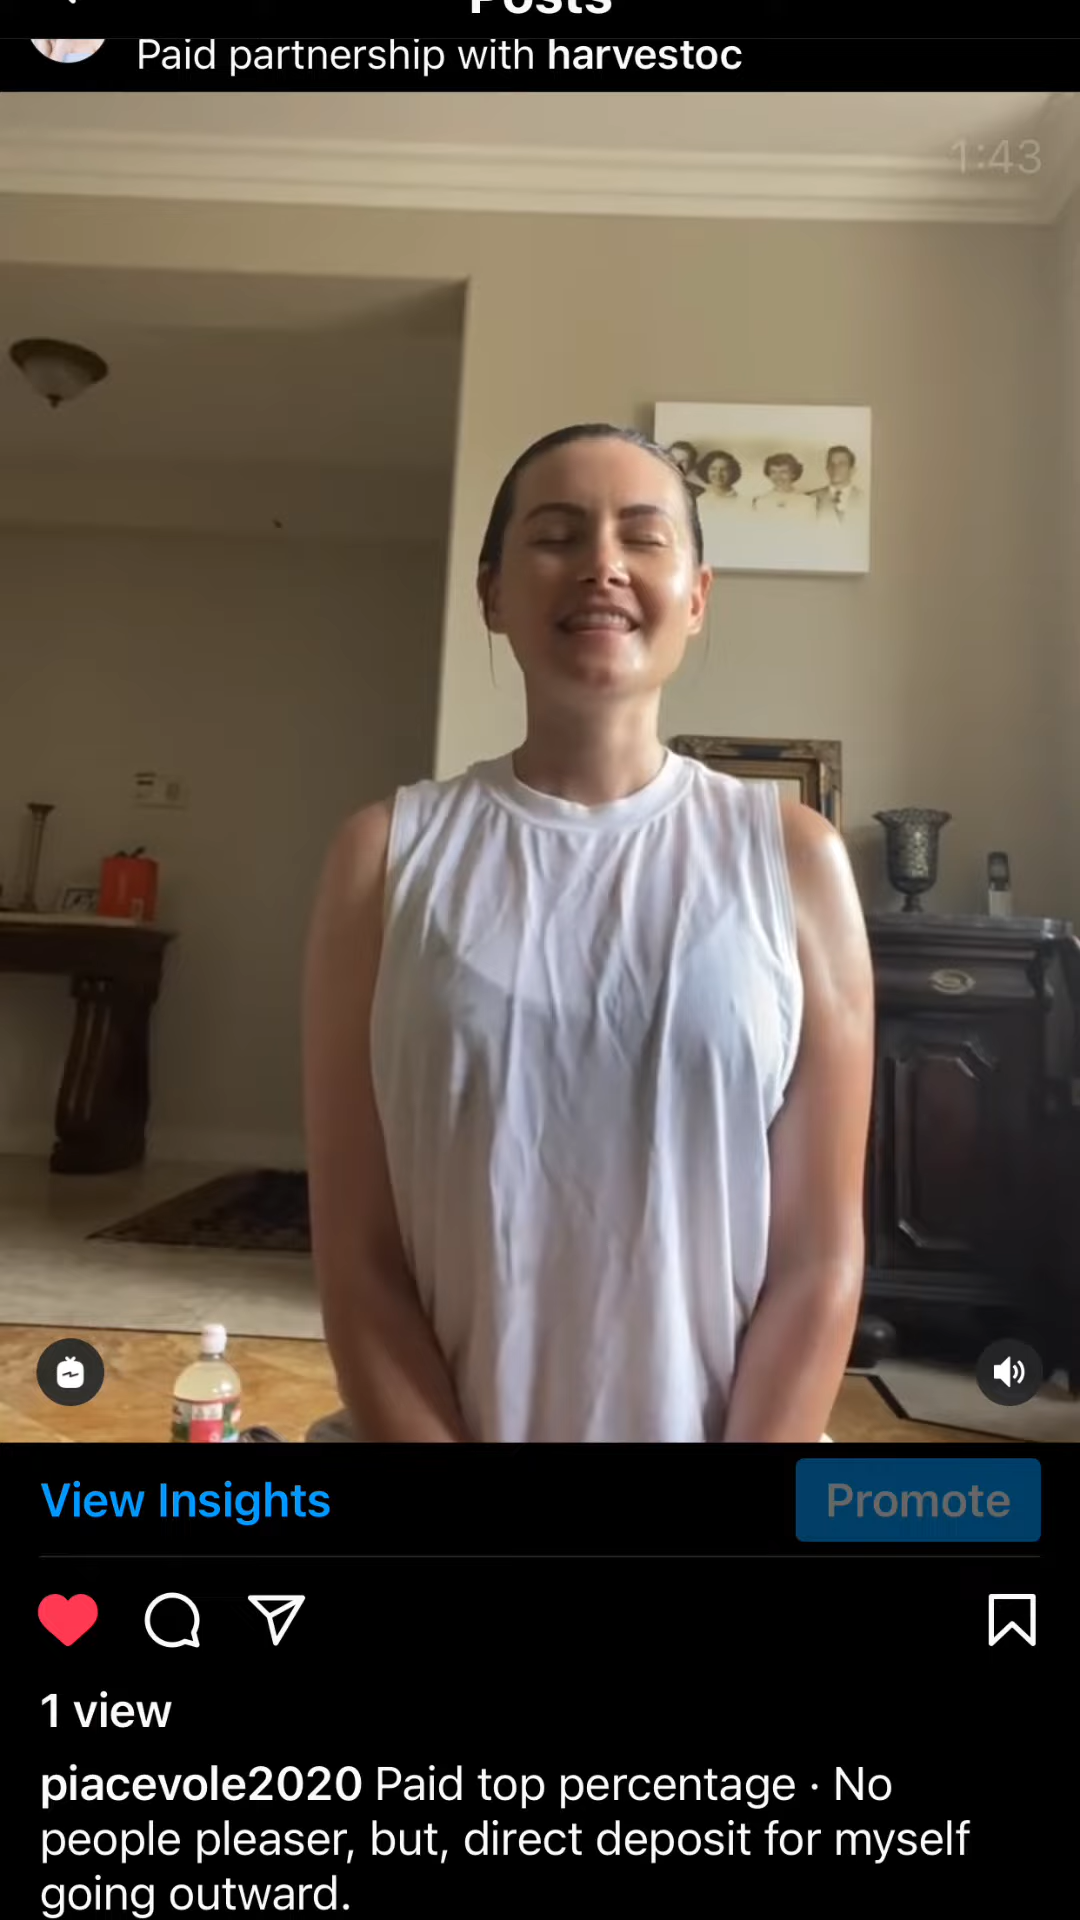 Posts
Paid partnership with harvestoc
1:43
View Insights
Promote
1 view
piacevole2020 Paid top percentage · No
people pleaser, but, direct deposit for myself
going outward.